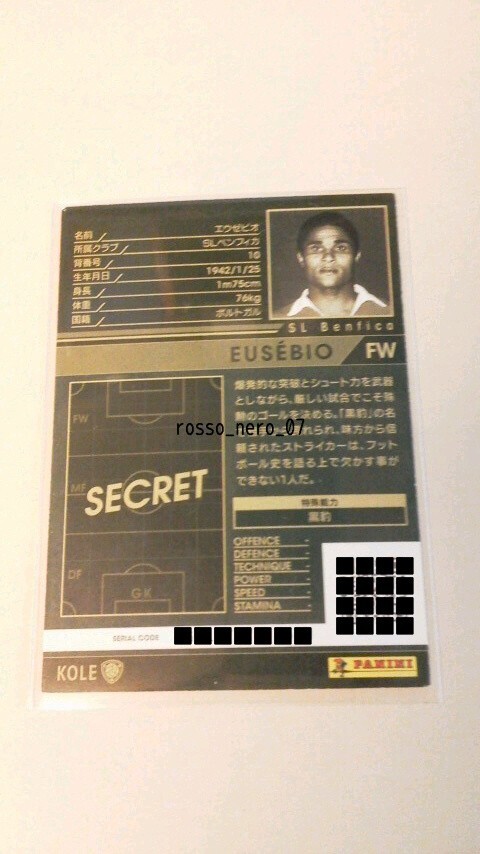 名前 エウゼビオ
所属クラブ SLベンフィカ
背番号 10
生年月日 1942/1/25
身長 1m75cm
体重 76kg
国籍 ポルトガル
SL Benfica
EUSÉBIO FW
FW
MF
SECRET
DF
GK
爆発的な突破とシュート力を武器
としながら、厳しい試合でこそ殊
勲のゴールを決める。「黒豹」の名
rosso_nero_07
れられ、味方から信
頼されたストライカーは、フット
ボール史を語る上で欠かす事が
できない1人だ。
特殊能力
黒豹
OFFENCE -
DEFENCE -
TECHNIQUE -
POWER -
SPEED -
STAMINA -
SERIAL CODE
KOLE
PANINI